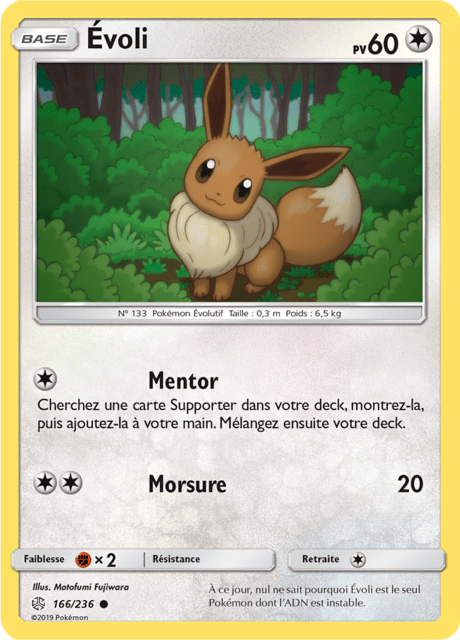 BASE Évoli PV60
N° 133 Pokémon Évolutif Taille : 0,3 m Poids : 6,5 kg
Mentor
Cherchez une carte Supporter dans votre deck, montrez-la,
puis ajoutez-la à votre main. Mélangez ensuite votre deck.
Morsure 20
Faiblesse ×2 Résistance Retraite
Illus. Motofumi Fujiwara
166/236
©2019 Pokémon
À ce jour, nul ne sait pourquoi Évoli est le seul
Pokémon dont l'ADN est instable.